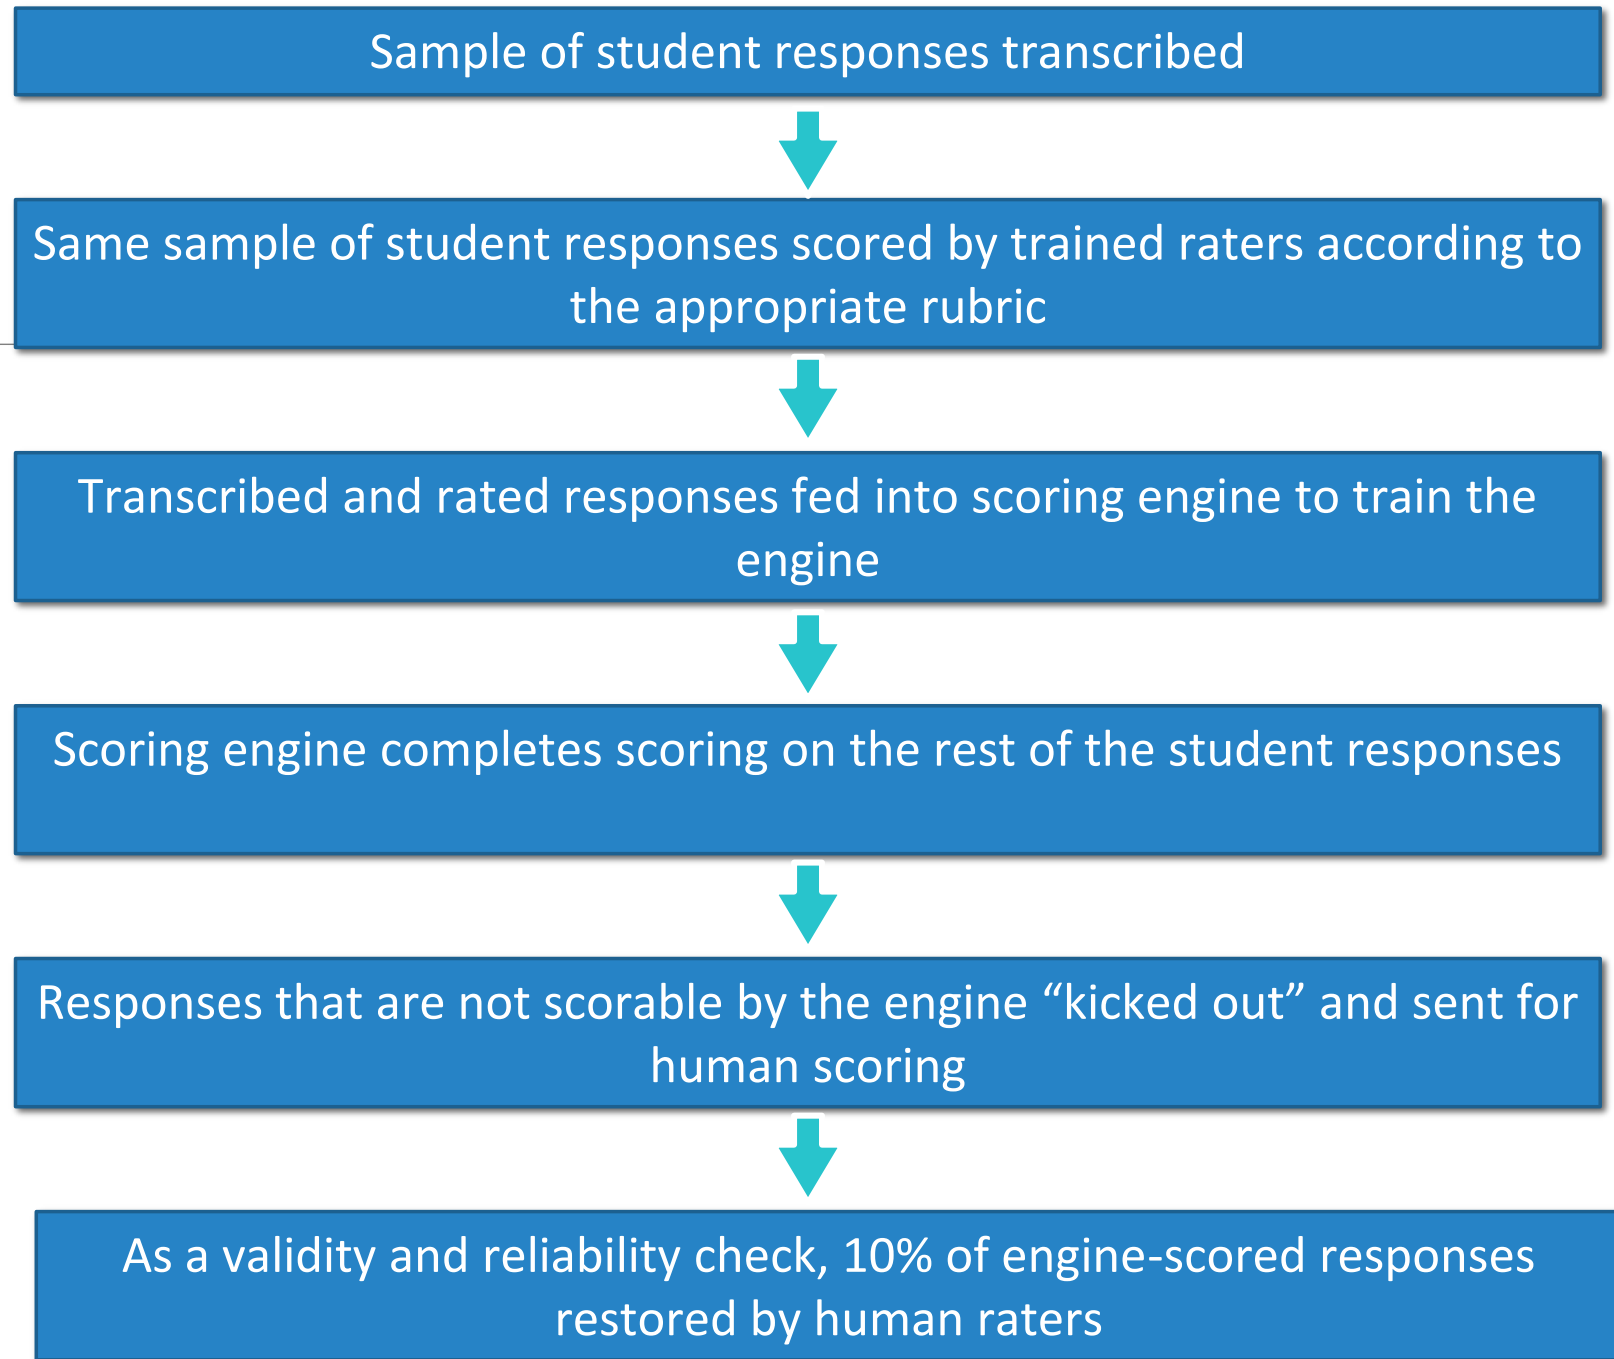 Sample of student responses transcribed
Same sample of student responses scored by trained raters according to
the appropriate rubric
Transcribed and rated responses fed into scoring engine to train the
engine
Scoring engine completes scoring on the rest of the student responses
Responses that are not scorable by the engine “kicked out” and sent for
human scoring
As a validity and reliability check, 10% of engine-scored responses
restored by human raters